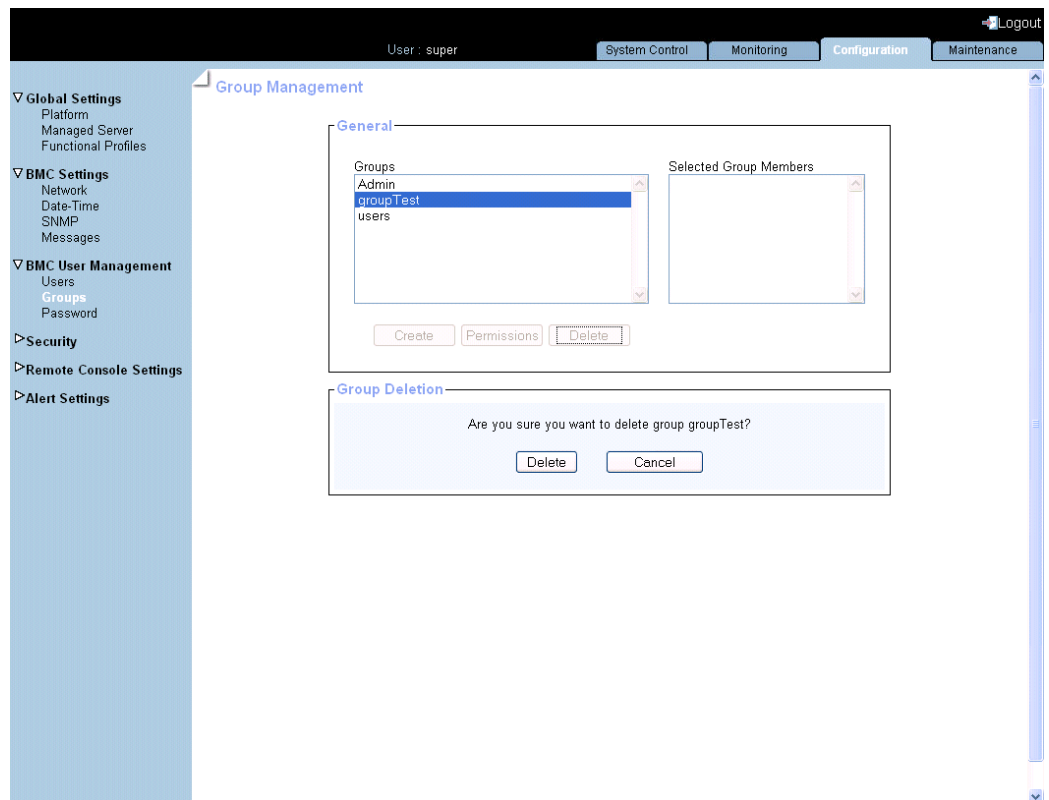 Logout
User : super
System Control
Monitoring
Configuration
Maintenance
Global Settings
Platform
Managed Server
Functional Profiles
BMC Settings
Network
Date-Time
SNMP
Messages
BMC User Management
Users
Groups
Password
Security
Remote Console Settings
Alert Settings
Group Management
General
Groups
Admin
groupTest
users
Selected Group Members
Create
Permissions
Delete
Group Deletion
Are you sure you want to delete group groupTest?
Delete
Cancel